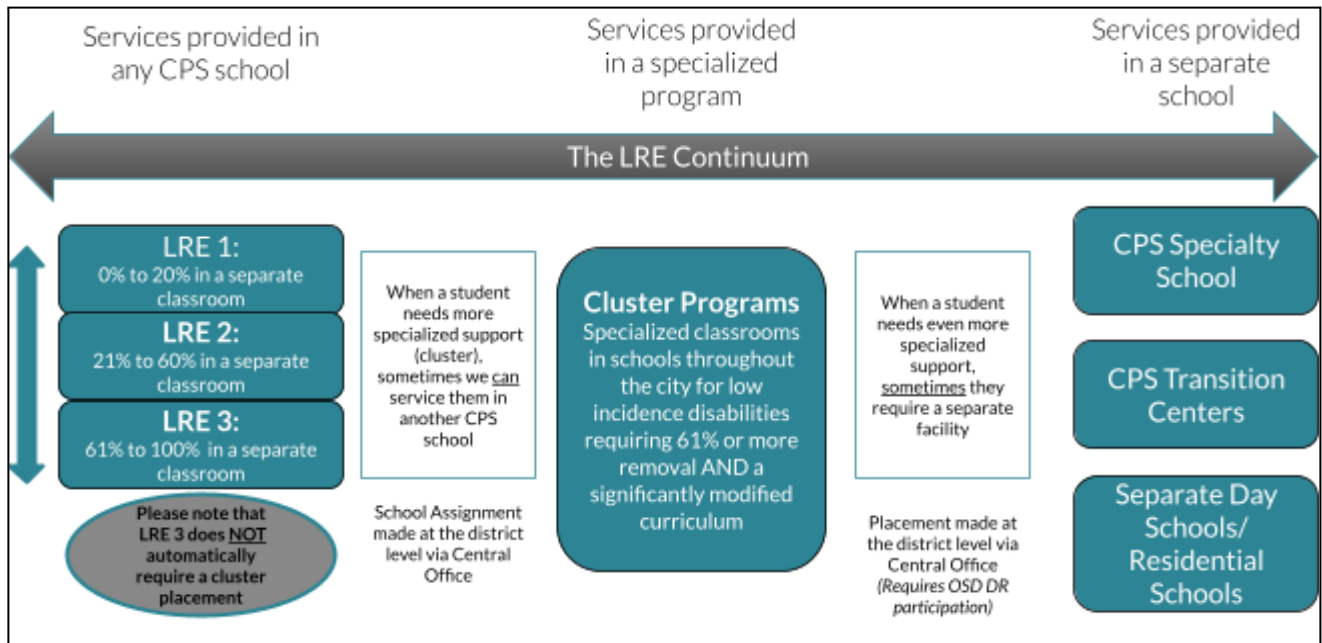 Services provided in
any CPS school
Services provided
in a specialized
program
Services provided
in a separate
school
The LRE Continuum
LRE 1:
0% to 20% in a separate
classroom
LRE 2:
21% to 60% in a separate
classroom
LRE 3:
61% to 100% in a separate
classroom
Please note that
LRE 3 does NOT
automatically
require a cluster
placement
When a student
needs more
specialized support
(cluster),
sometimes we can
service them in
another CPS
school
School Assignment
made at the district
level via Central
Office
Cluster Programs
Specialized classrooms
in schools throughout
the city for low
incidence disabilities
requiring 61% or more
removal AND a
significantly modified
curriculum
When a student
needs even more
specialized
support,
sometimes they
require a separate
facility
Placement made at
the district level via
Central Office
(Requires OSD DR
participation)
CPS Specialty
School
CPS Transition
Centers
Separate Day
Schools/
Residential
Schools